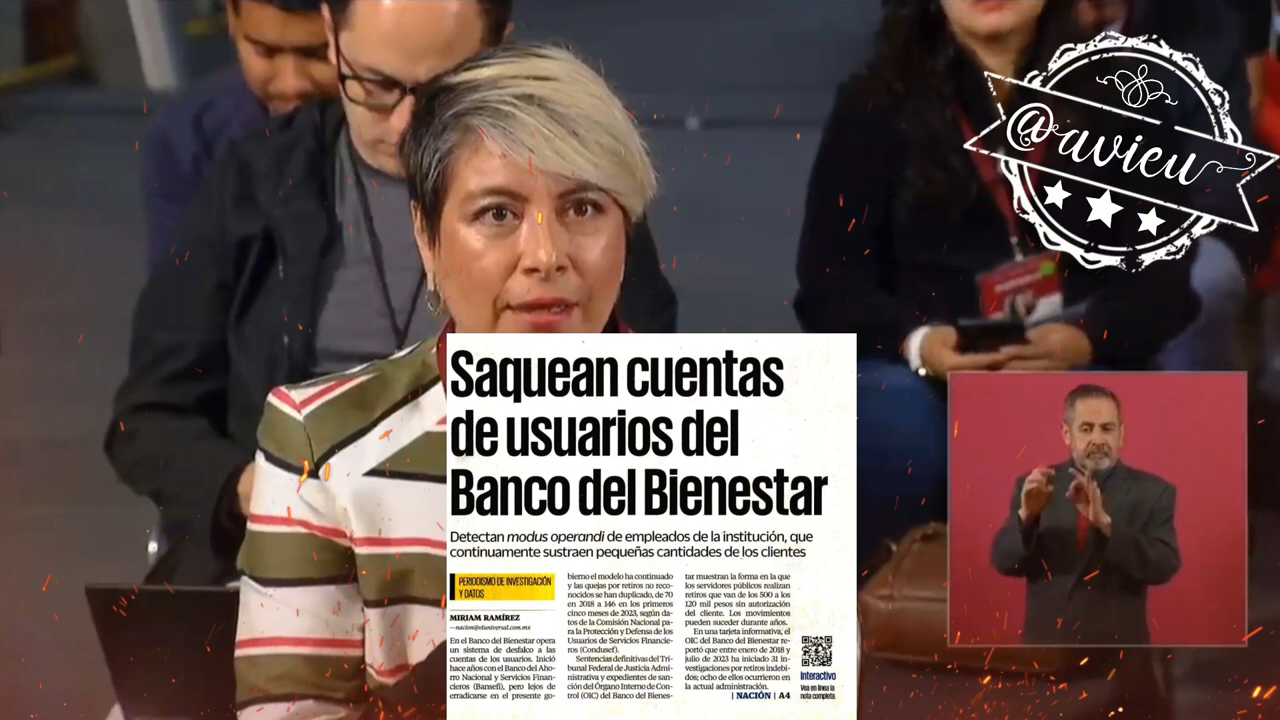 @avieu
Saquean cuentas
de usuarios del
Banco del Bienestar
Detectan modus operandi de empleados de la institución, que
continuamente sustraen pequeñas cantidades de los clientes
PERIODISMO DE INVESTIGACIÓN
Y DATOS
MIRIAM RAMÍREZ
—nacion@eluniversal.com.mx
En el Banco del Bienestar opera
un sistema de desfalco a las
cuentas de los usuarios. Inició
hace años con el Banco del Aho-
rro Nacional y Servicios Finan-
cieros (Bansefi), pero lejos de
erradicarse en el presente go-
bierno el modelo ha continuado
y las quejas por retiros no reco-
nocidos se han duplicado, de 70
en 2018 a 146 en los primeros
cinco meses de 2023, según da-
tos de la Comisión Nacional pa-
ra la Protección y Defensa de los
Usuarios de Servicios Financie-
ros (Condusef).
Sentencias definitivas del Tri-
bunal Federal de Justicia Admi-
nistrativa y expedientes de san-
ción del Órgano Interno de Con-
trol (OIC) del Banco del Bienes-
tar muestran la forma en la que
los servidores públicos realizan
retiros que van de los 500 a los
120 mil pesos sin autorización
del cliente. Los movimientos
pueden suceder durante años.
En una tarjeta informativa, el
OIC del Banco del Bienestar re-
portó que entre enero de 2018 y
julio de 2023 ha iniciado 31 in-
vestigaciones por retiros indebi-
dos; ocho de ellos ocurrieron en
la actual administración.
| NACIÓN | A4
Interactivo
Vea en línea la
nota completa.